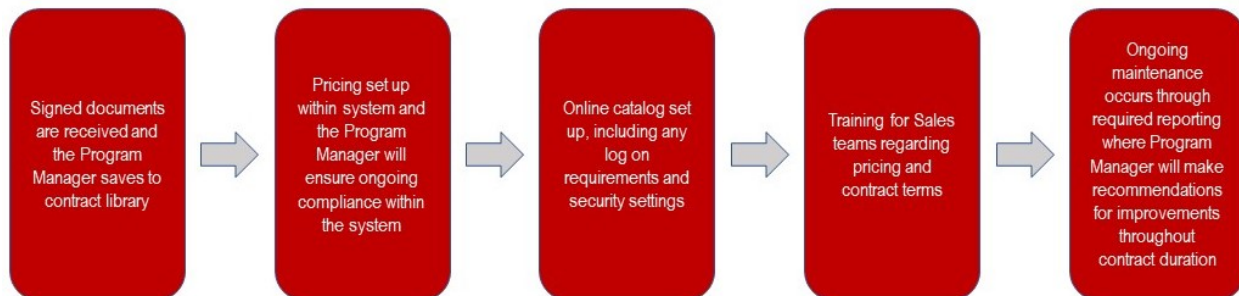 Signed documents
are received and
the Program
Manager saves to
contract library
Pricing set up
within system and
the Program
Manager will
ensure ongoing
compliance within
the system
Online catalog set
up, including any
log on
requirements and
security settings
Training for Sales
teams regarding
pricing and
contract terms
Ongoing
maintenance
occurs through
required reporting
where Program
Manager will make
recommendations
for improvements
throughout
contract duration